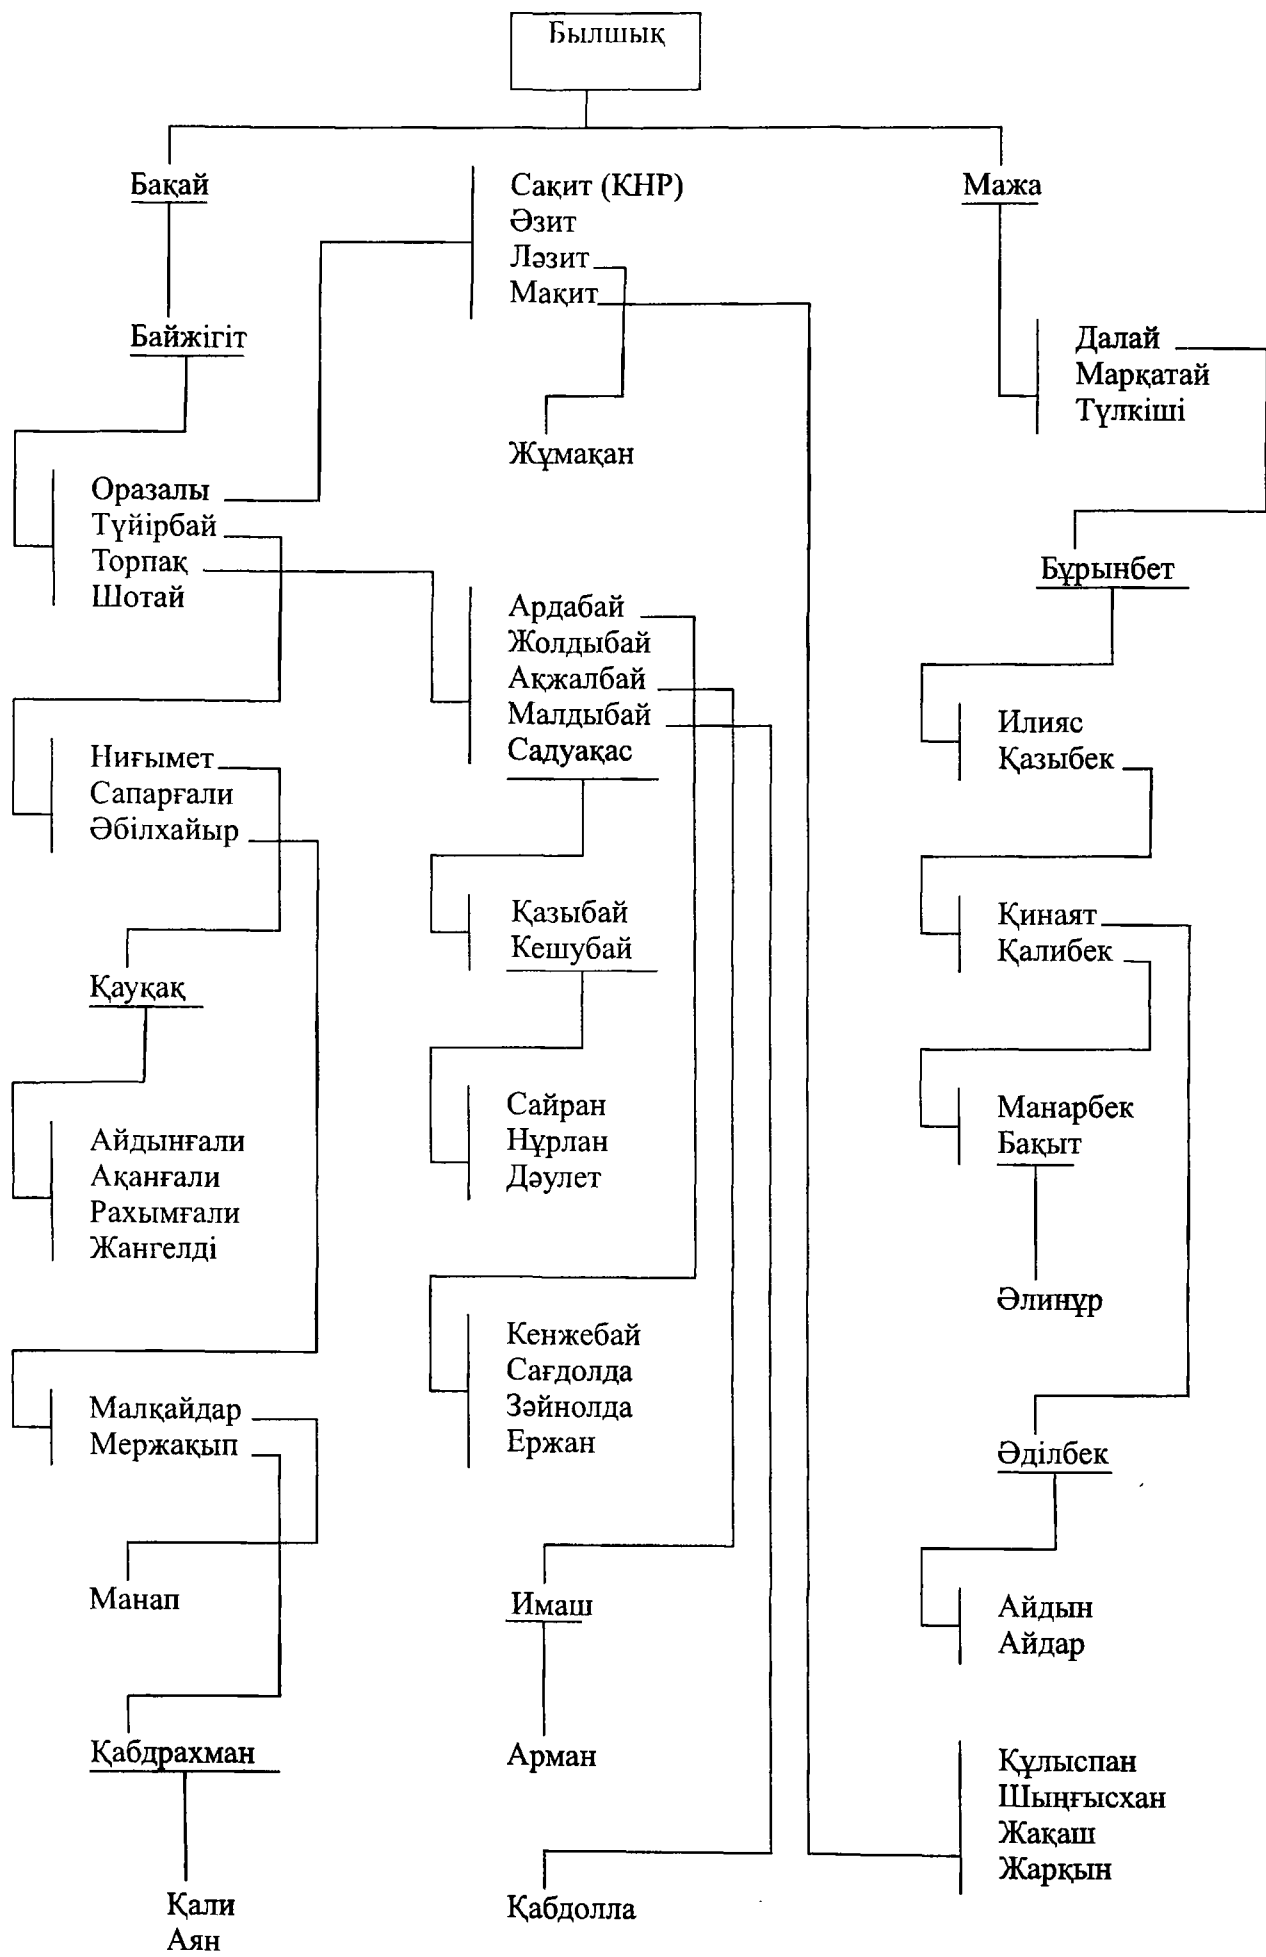 Былшық
Бақай
Байжігіт
Оразалы
Түйірбай
Торпақ
Шотай
Ниғымет
Сапарғали
Әбілхайыр
Қауқақ
Айдынғали
Ақанғали
Рахымғали
Жангелді
Малқайдар
Мержақып
Манап
Қабдрахман
Қали
Аян
Сақит (КНР)
Әзит
Ләзит
Мақит
Жұмақан
Ардабай
Жолдыбай
Ақжалбай
Малдыбай
Садуақас
Қазыбай
Кешубай
Сайран
Нұрлан
Дәулет
Кенжебай
Сағдолда
Зәйнолда
Ержан
Имаш
Арман
Қабдолла
Мажа
Далай
Марқатай
Түлкіші
Бұрынбет
Илияс
Қазыбек
Қинаят
Қалибек
Манарбек
Бақыт
Әлинұр
Әділбек
Айдын
Айдар
Құлыспан
Шыңғысхан
Жақаш
Жарқын